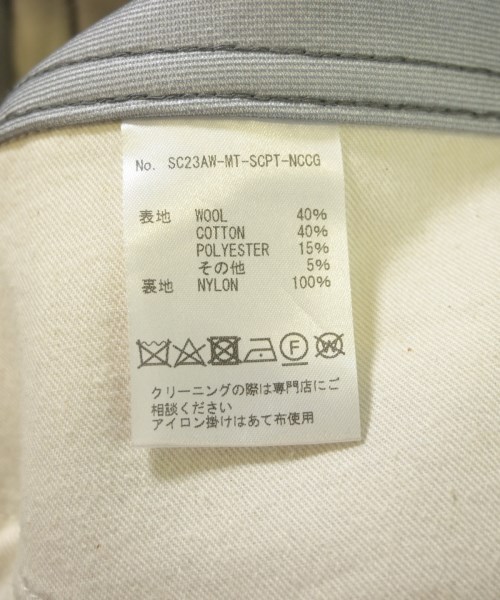 No. SC23AW-MT-SCPT-NCCG
表地 WOOL 40%
COTTON 40%
POLYESTER 15%
その他 5%
裏地 NYLON 100%
F W
クリーニングの際は専門店にご
相談ください
アイロン掛けはあて布使用